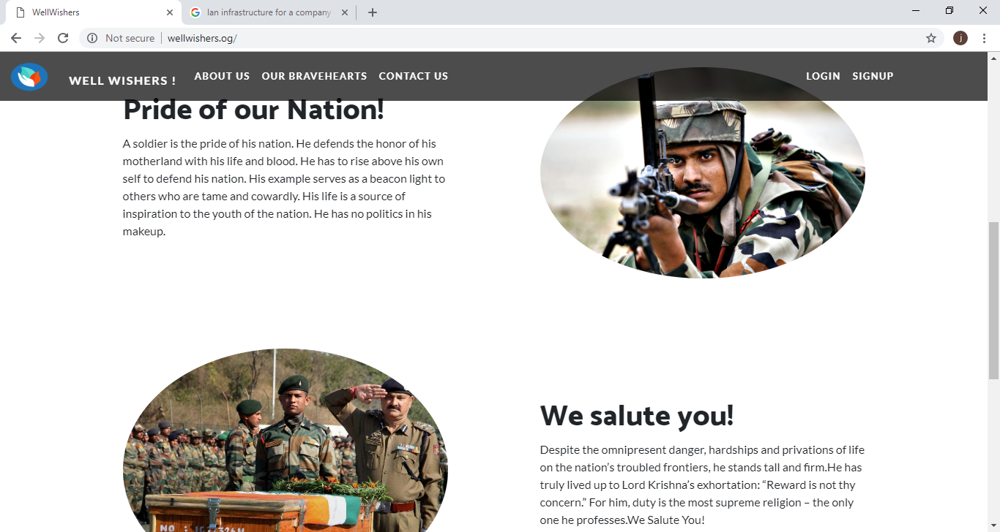 WellWishers
lan infrastructure for a company
Not secure
wellwishers.og/
j
WELL WISHERS !
ABOUT US
OUR BRAVEHEARTS
CONTACT US
LOGIN
SIGNUP
Pride of our Nation!
A soldier is the pride of his nation. He defends the honor of his
motherland with his life and blood. He has to rise above his own
self to defend his nation. His example serves as a beacon light to
others who are tame and cowardly. His life is a source of
inspiration to the youth of the nation. He has no politics in his
makeup.
We salute you!
Despite the omnipresent danger, hardships and privations of life
on the nation’s troubled frontiers, he stands tall and firm.He has
truly lived up to Lord Krishna’s exhortation: “Reward is not thy
concern.” For him, duty is the most supreme religion – the only
one he professes.We Salute You!
NO :